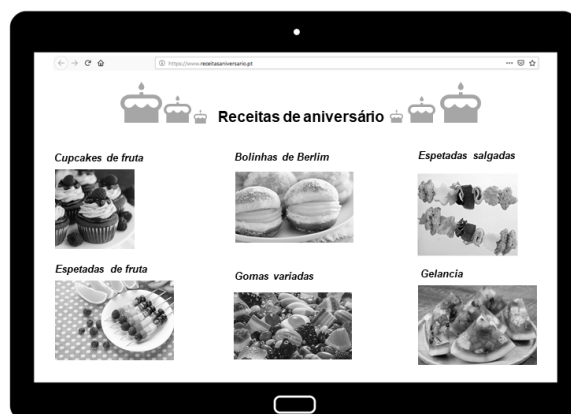 https://www.receitasaniversario.pt
Receitas de aniversário
Cupcakes de fruta
Bolinhas de Berlim
Espetadas salgadas
Espetadas de fruta
Gomas variadas
Gelancia